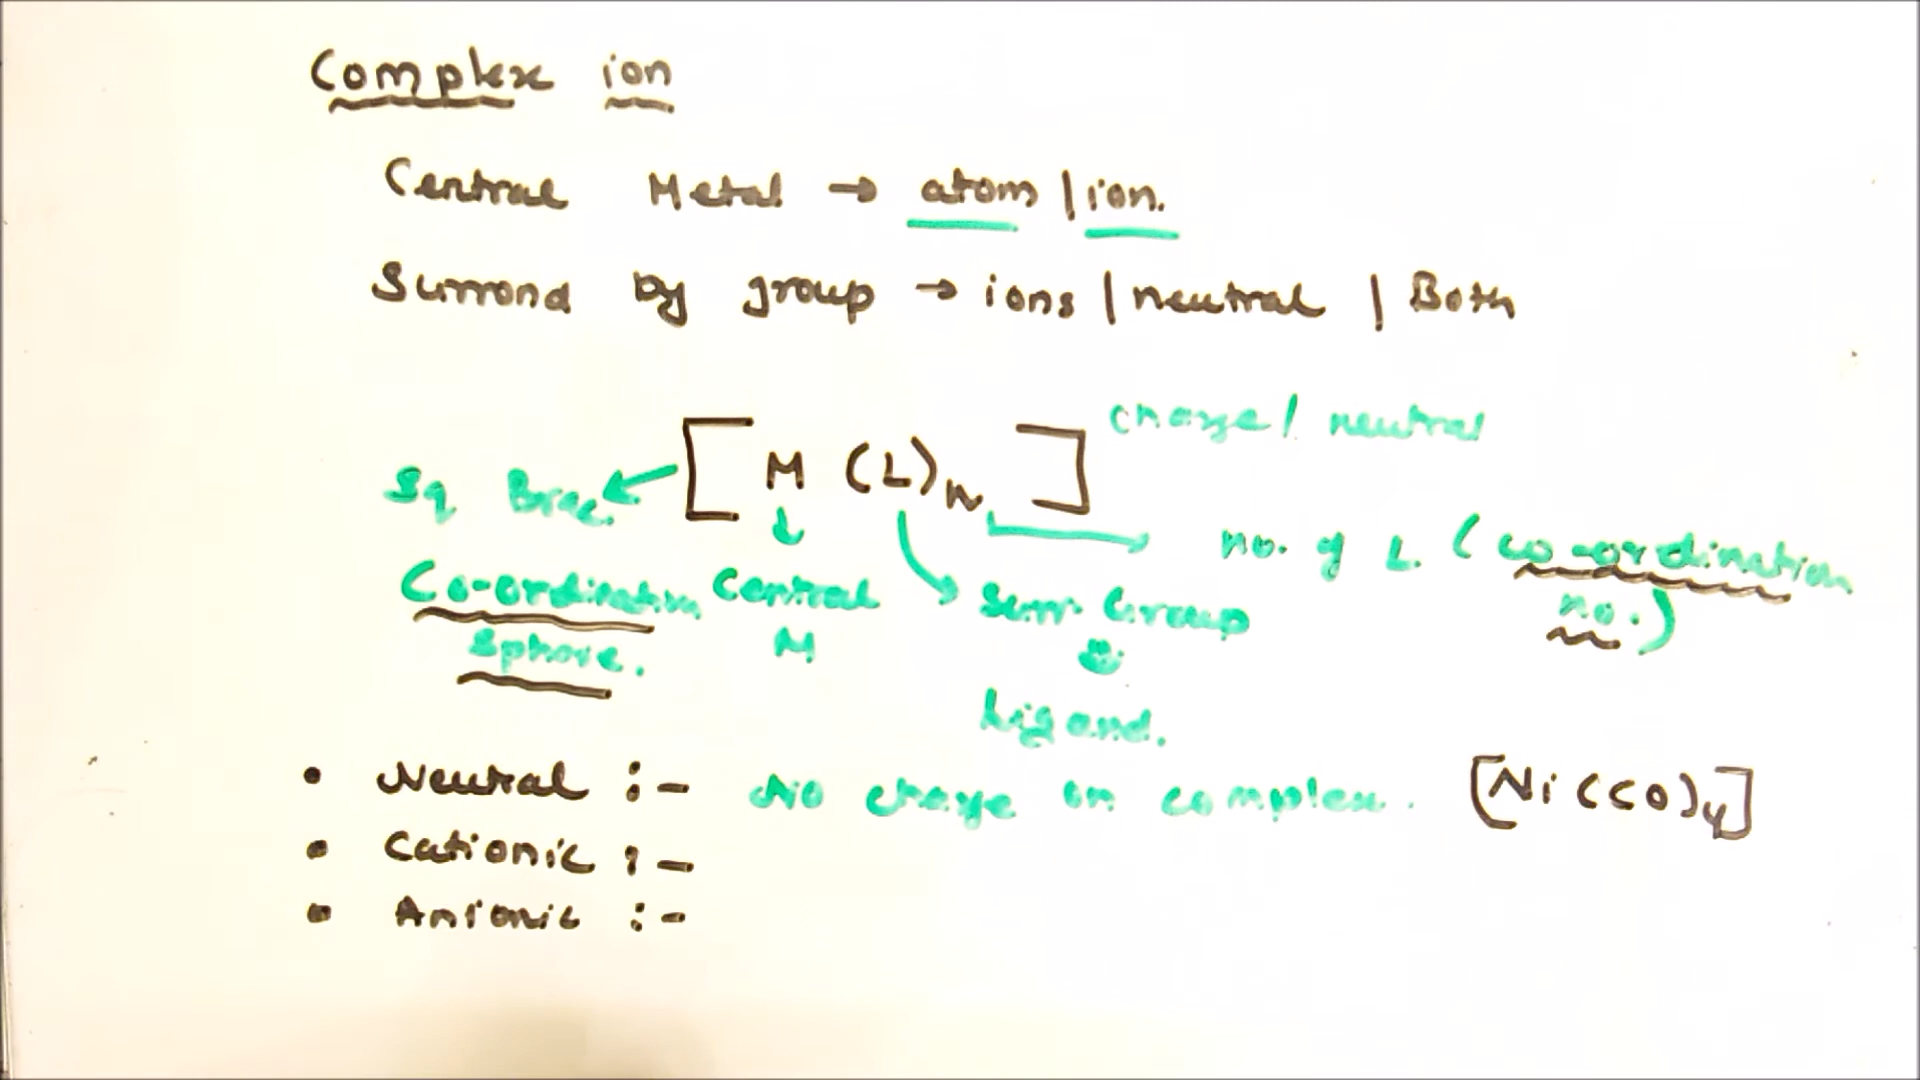 Complex ion
Central Metal → atom | ion.
Surrond by group → ions | neutral | Both
charge / neutral
[ M (L)n ]
Sq Brac.
no. of L (co-ordination no.)
Co-ordination Sphere.
Central M
Surr. Group
Ligand.
• Neutral :- No charge on complex. [Ni(CO)4]
• Cationic :-
• Anionic :-